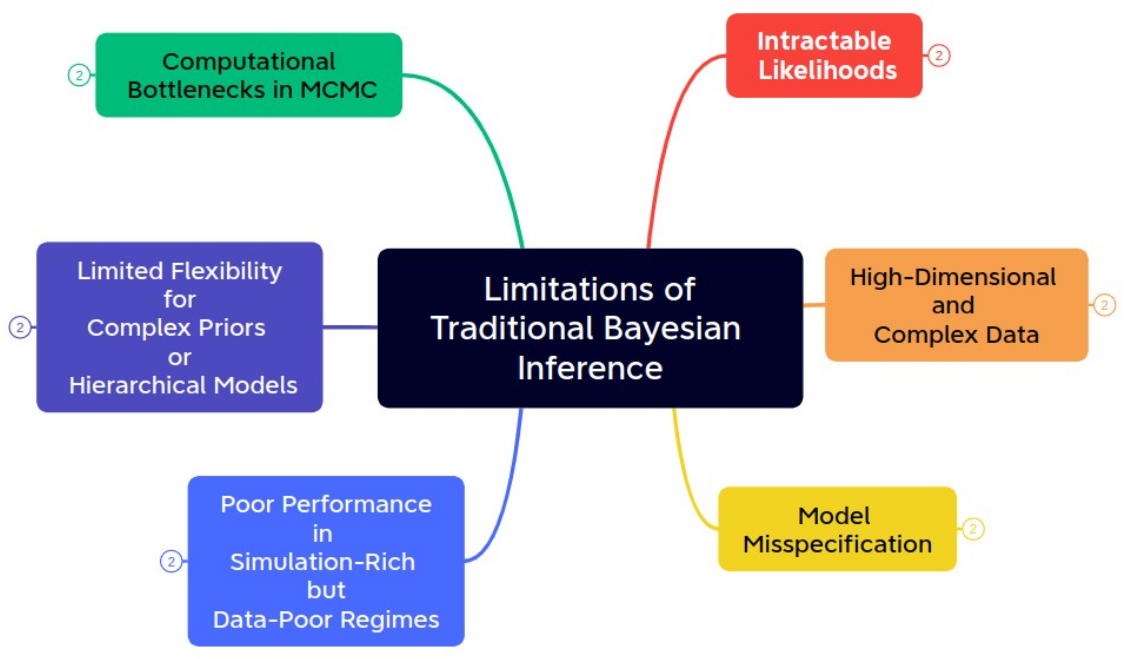 Limitations of
Traditional Bayesian
Inference
Intractable
Likelihoods
2
High-Dimensional
and
Complex Data
2
Model
Misspecification
2
Poor Performance
in
Simulation-Rich
but
Data-Poor Regimes
2
Limited Flexibility
for
Complex Priors
or
Hierarchical Models
2
Computational
Bottlenecks in MCMC
2